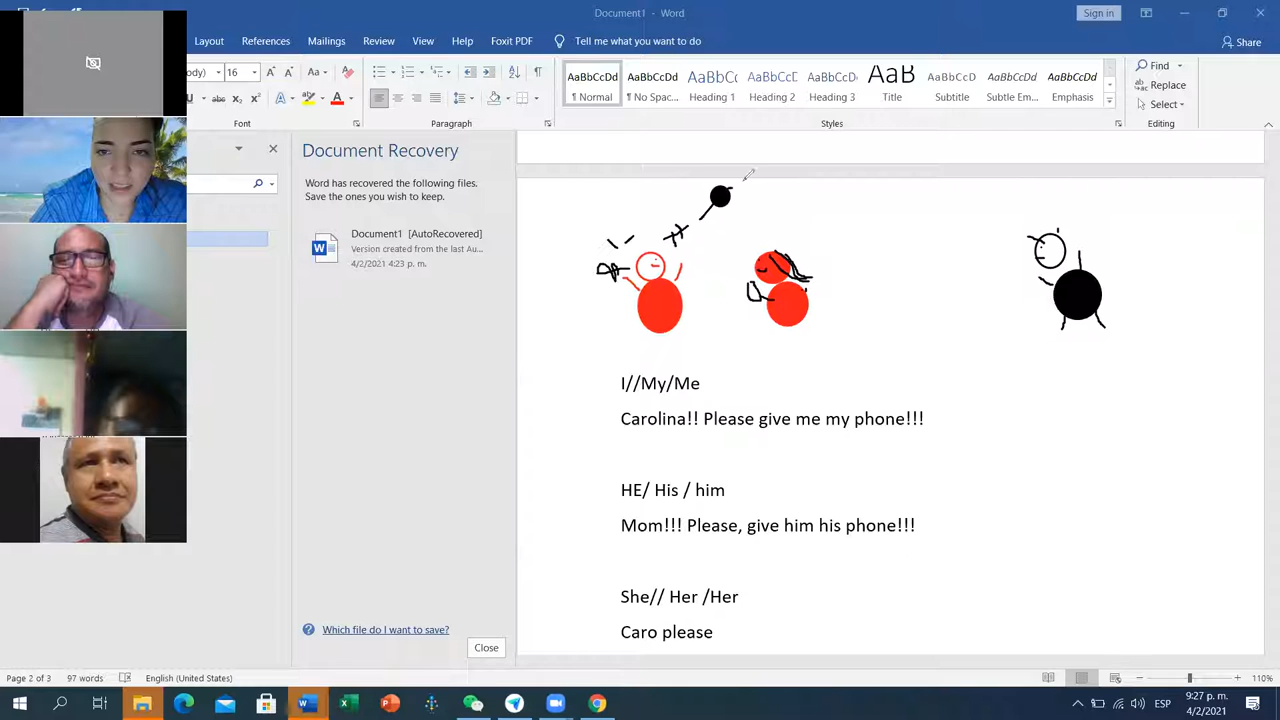 Document1 - Word
Sign in
Layout References Mailings Review View Help Foxit PDF Tell me what you want to do Share
16 Aa
AaBbCcDd AaBbCcDd AaBbCc AaBbCcD AaBbCcD AaB AaBbCcD AaBbCcDd AaBbCcDd
¶ Normal ¶ No Spac... Heading 1 Heading 2 Heading 3 Subtitle Subtle Em... Emphasis
Find
Replace
Select
Font Paragraph Styles Editing
Document Recovery
Word has recovered the following files.
Save the ones you wish to keep.
Document1 [AutoRecovered]
Version created from the last Au...
4/2/2021 4:23 p. m.
Which file do I want to save?
Close
I//My/Me
Carolina!! Please give me my phone!!!
HE/ His / him
Mom!!! Please, give him his phone!!!
She// Her /Her
Caro please
Page 2 of 3 97 words English (United States) 110%
ESP
9:27 p. m.
4/2/2021